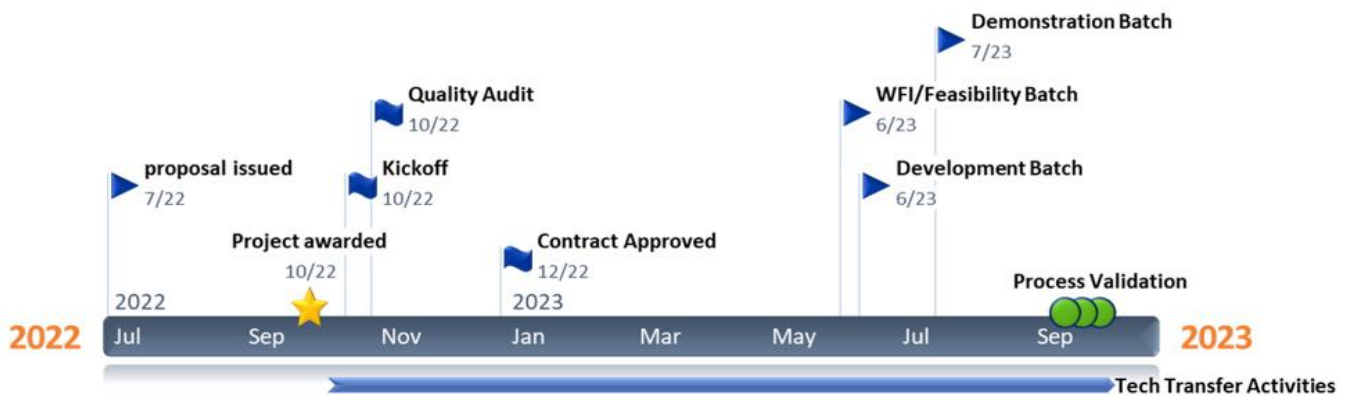 Demonstration Batch
7/23
Quality Audit
10/22
WFI/Feasibility Batch
6/23
proposal issued
7/22
Kickoff
10/22
Development Batch
6/23
Project awarded
10/22
Contract Approved
12/22
Process Validation
2022
2023
2022
Jul
Sep
Nov
Jan
Mar
May
Jul
Sep
2023
Tech Transfer Activities